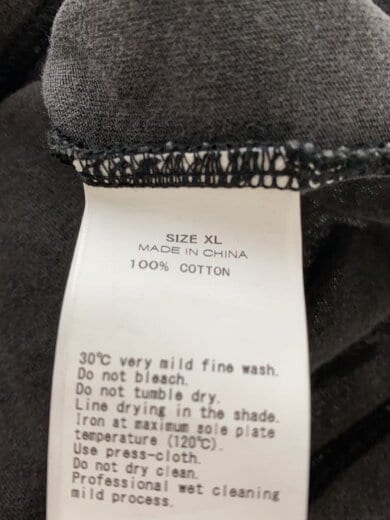 SIZE XL
MADE IN CHINA
100% COTTON
30℃ very mild fine wash.
Do not bleach.
Do not tumble dry.
Line drying in the shade.
Iron at maximum sole plate
temperature (120℃).
Use press-cloth.
Do not dry clean.
Professional wet cleaning
mild process.